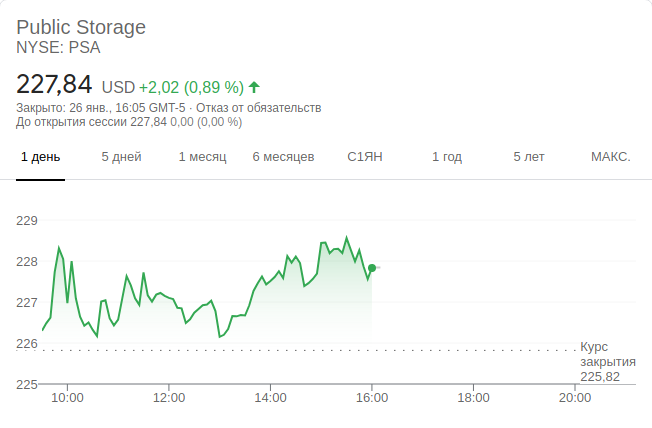 Public Storage
NYSE: PSA
227,84 USD +2,02 (0,89 %)
Закрыто: 26 янв., 16:05 GMT-5 · Отказ от обязательств
До открытия сессии 227,84 0,00 (0,00 %)
1 день 5 дней 1 месяц 6 месяцев С1ЯН 1 год 5 лет МАКС.
229
228
227
226
Курс
закрытия
225,82
225
10:00 12:00 14:00 16:00 18:00 20:00